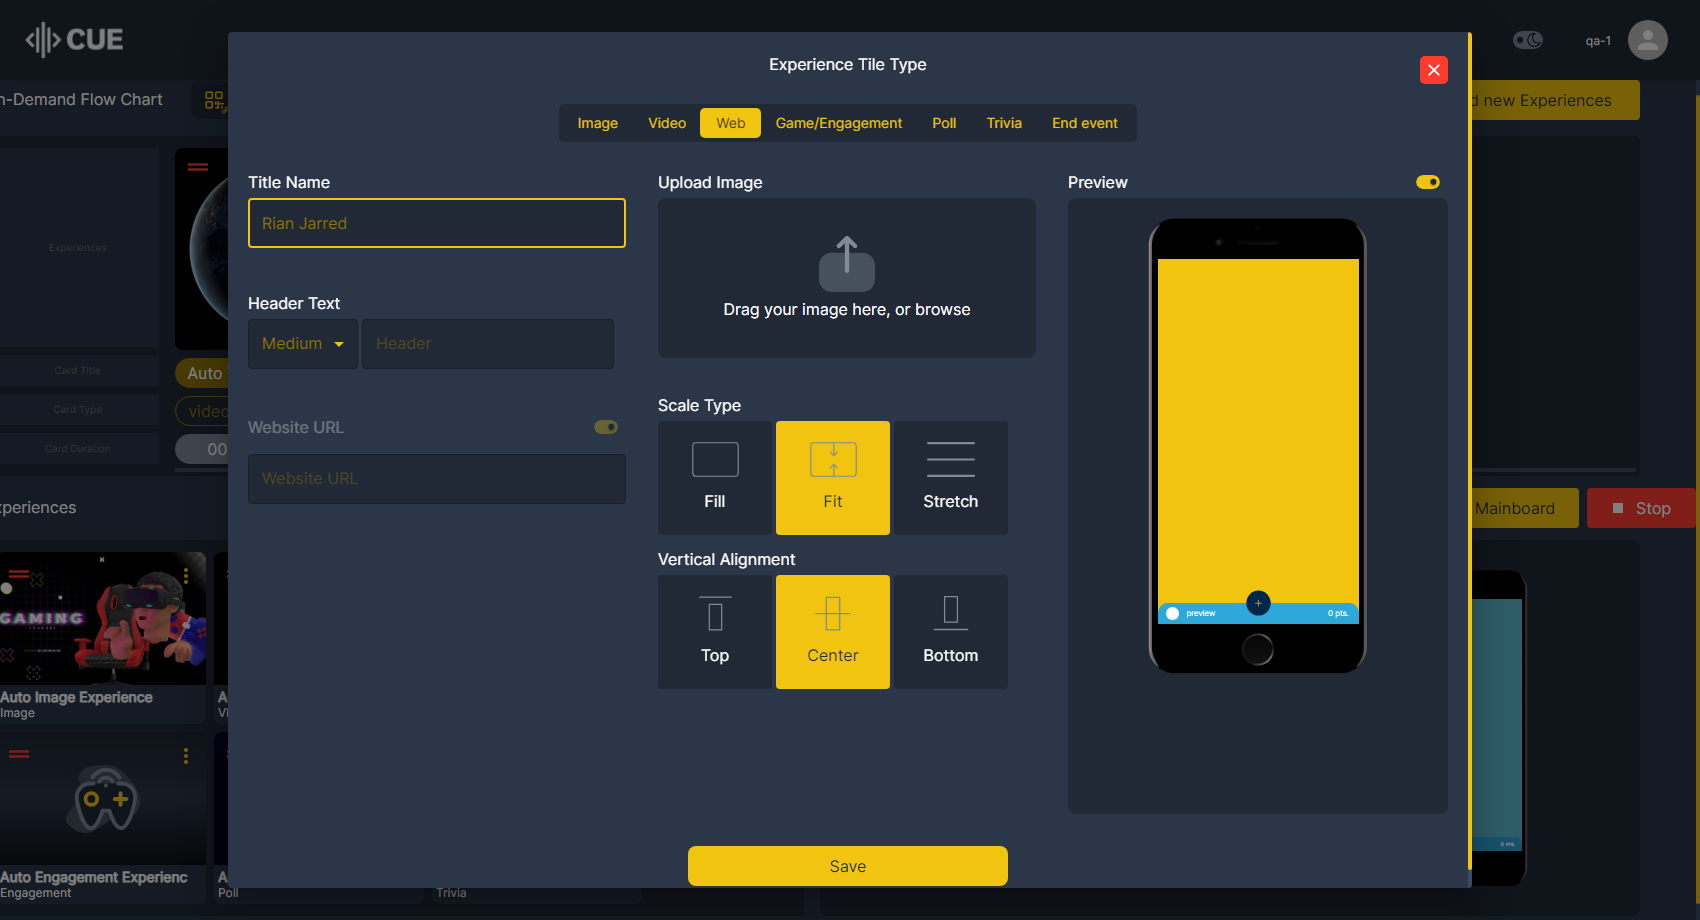 CUE
qa-1
n-Demand Flow Chart
d new Experiences
Experience Tile Type
Image
Video
Web
Game/Engagement
Poll
Trivia
End event
Title Name
Rian Jarred
Header Text
Medium
Header
Website URL
Website URL
Upload Image
Drag your image here, or browse
Scale Type
Fill
Fit
Stretch
Vertical Alignment
Top
Center
Bottom
Preview
preview
0 pts.
Save
Experiences
Card Title
Card Type
Card Duration
Auto
video
00
xperiences
Mainboard
Stop
GAMING
Auto Image Experience
Image
A
Vi
Auto Engagement Experienc
Engagement
A
Poll
Trivia
0 pts.